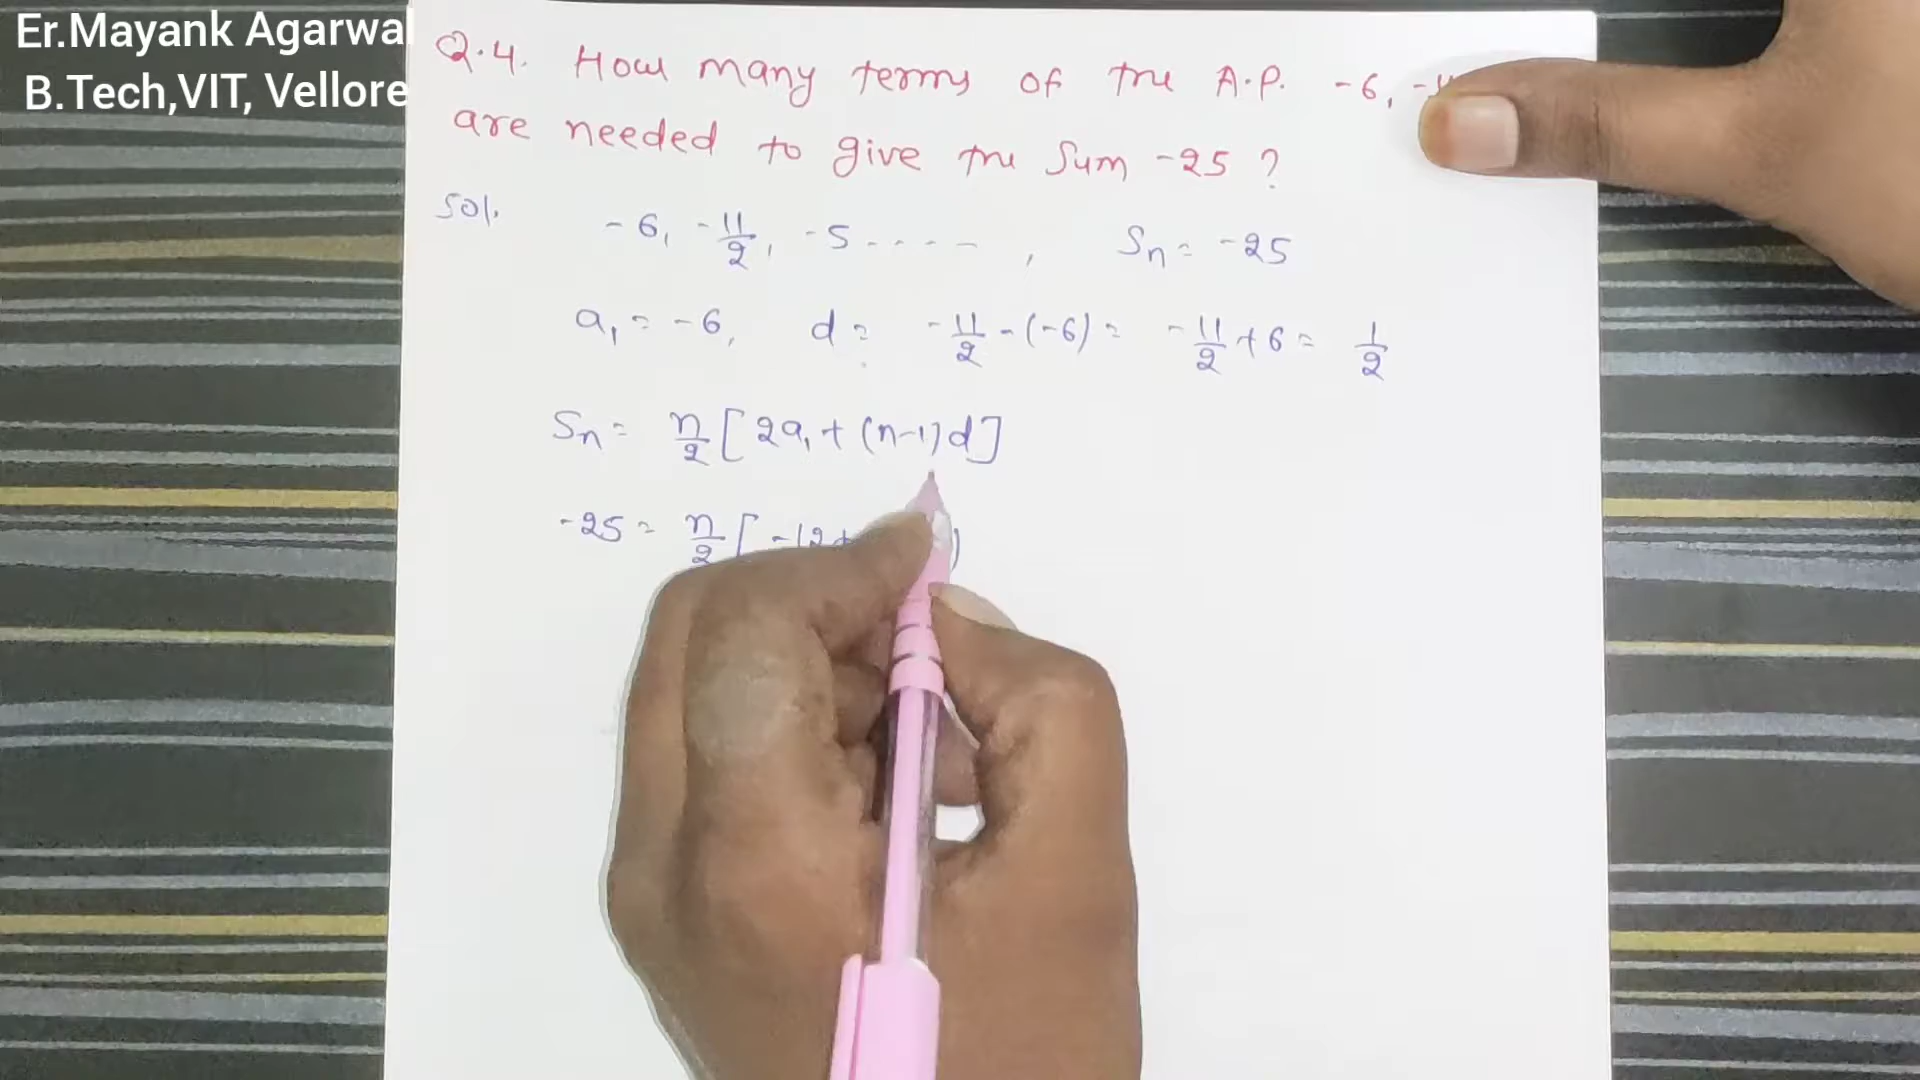 Er.Mayank Agarwal
B.Tech,VIT, Vellore
Q.4. How many terms of the A.P. -6,
are needed to give the Sum -25 ?
Sol. -6, -11/2, -5 - - - - , Sn = -25
a₁ = -6, d = -11/2 - (-6) = -11/2 + 6 = 1/2
Sn = n/2 [2a₁ + (n-1)d]
-25 = n/2 [-12+ )